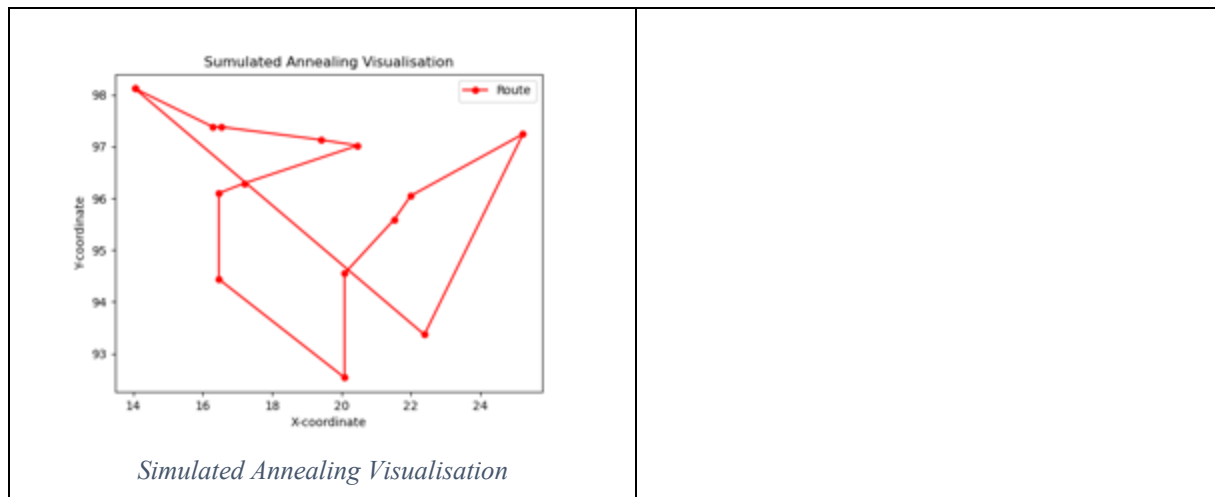 Sumulated Annealing Visualisation
Route
98
97
96
95
94
93
Y-coordinate
14 16 18 20 22 24
X-coordinate
Simulated Annealing Visualisation